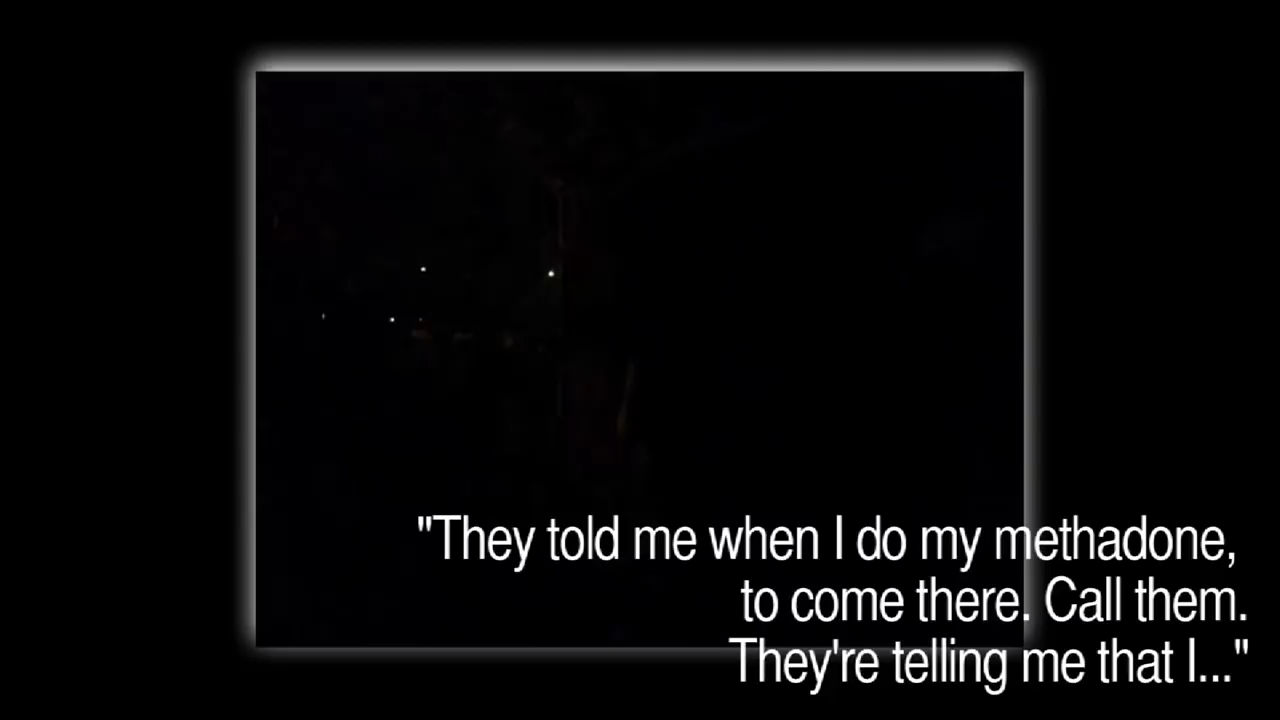 "They told me when I do my methadone,
to come there. Call them.
They're telling me that I..."